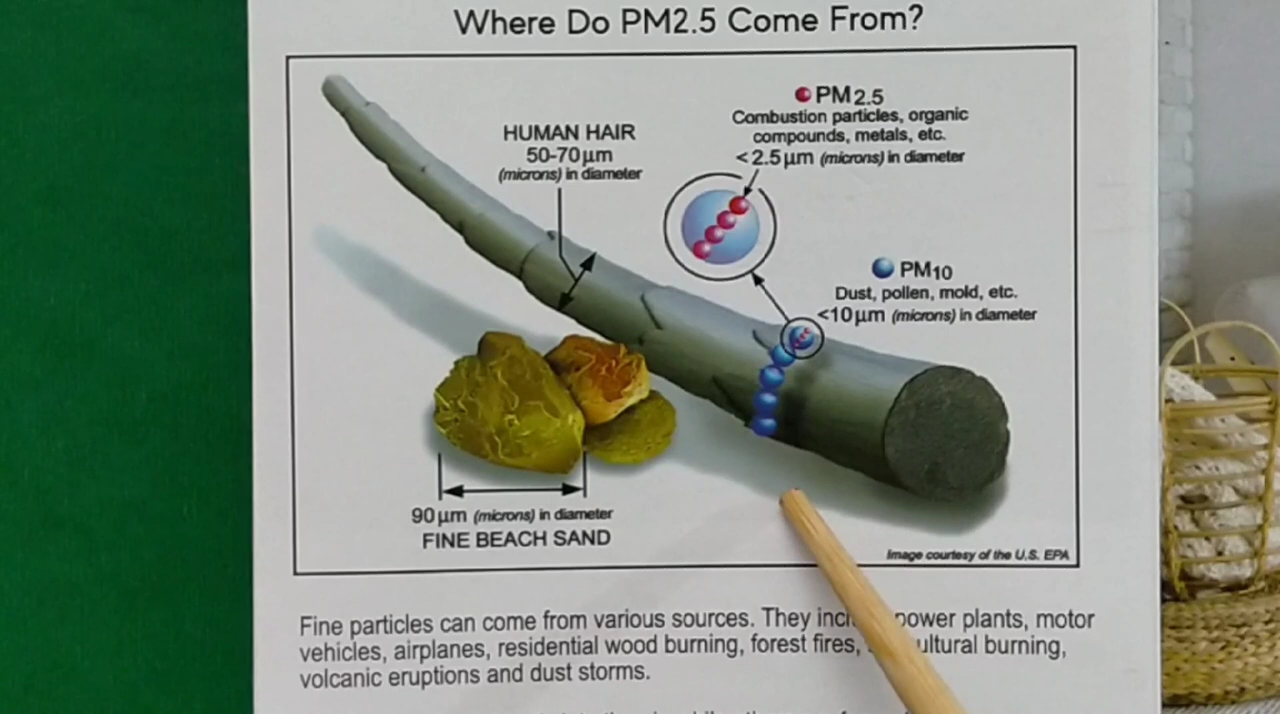 Where Do PM2.5 Come From?
PM2.5
Combustion particles, organic
compounds, metals, etc.
<2.5µm (microns) in diameter
HUMAN HAIR
50-70µm
(microns) in diameter
PM10
Dust, pollen, mold, etc.
<10µm (microns) in diameter
90µm (microns) in diameter
FINE BEACH SAND
Image courtesy of the U.S. EPA
Fine particles can come from various sources. They power plants, motor
vehicles, airplanes, residential wood burning, forest fires, burning,
volcanic eruptions and dust storms.